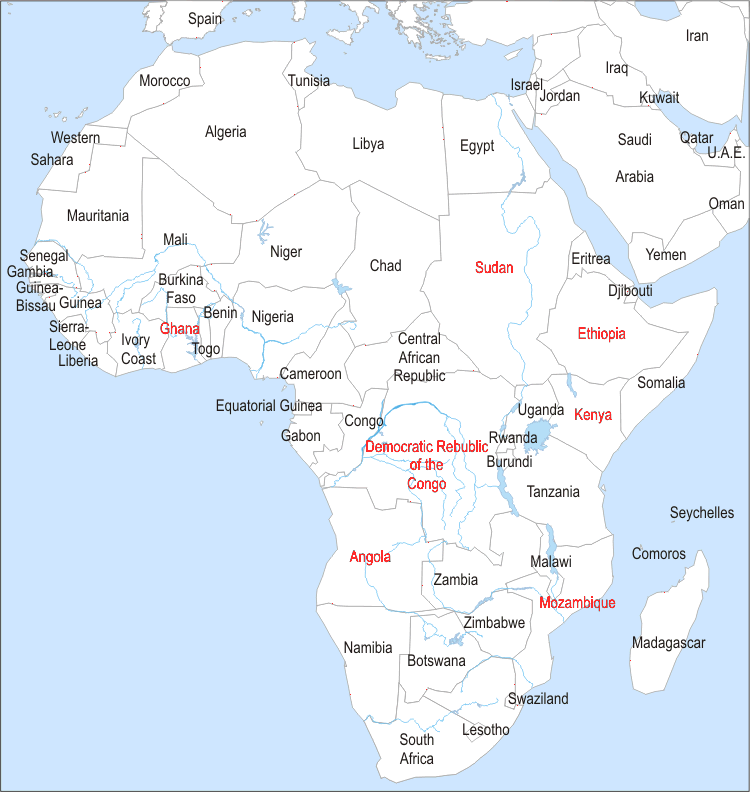 Spain
Iran
Morocco
Tunisia
Iraq
Israel
Jordan
Kuwait
Western
Sahara
Algeria
Libya
Egypt
Saudi
Arabia
Qatar
U.A.E.
Oman
Mauritania
Mali
Niger
Chad
Sudan
Eritrea
Yemen
Senegal
Gambia
Guinea-
Bissau
Guinea
Burkina
Faso
Benin
Nigeria
Djibouti
Ethiopia
Sierra-
Leone
Liberia
Ivory
Coast
Ghana
Togo
Central
African
Republic
Cameroon
Somalia
Equatorial Guinea
Congo
Uganda
Kenya
Gabon
Democratic Rebublic
of the
Congo
Rwanda
Burundi
Tanzania
Seychelles
Angola
Malawi
Comoros
Zambia
Mozambique
Zimbabwe
Madagascar
Namibia
Botswana
Swaziland
Lesotho
South
Africa